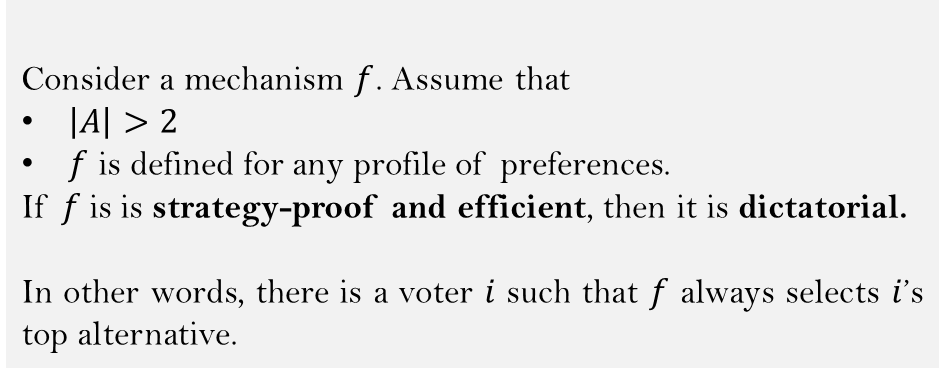 Consider a mechanism f. Assume that
• |A| > 2
• f is defined for any profile of preferences.
If f is is strategy-proof and efficient, then it is dictatorial.
In other words, there is a voter i such that f always selects i's
top alternative.